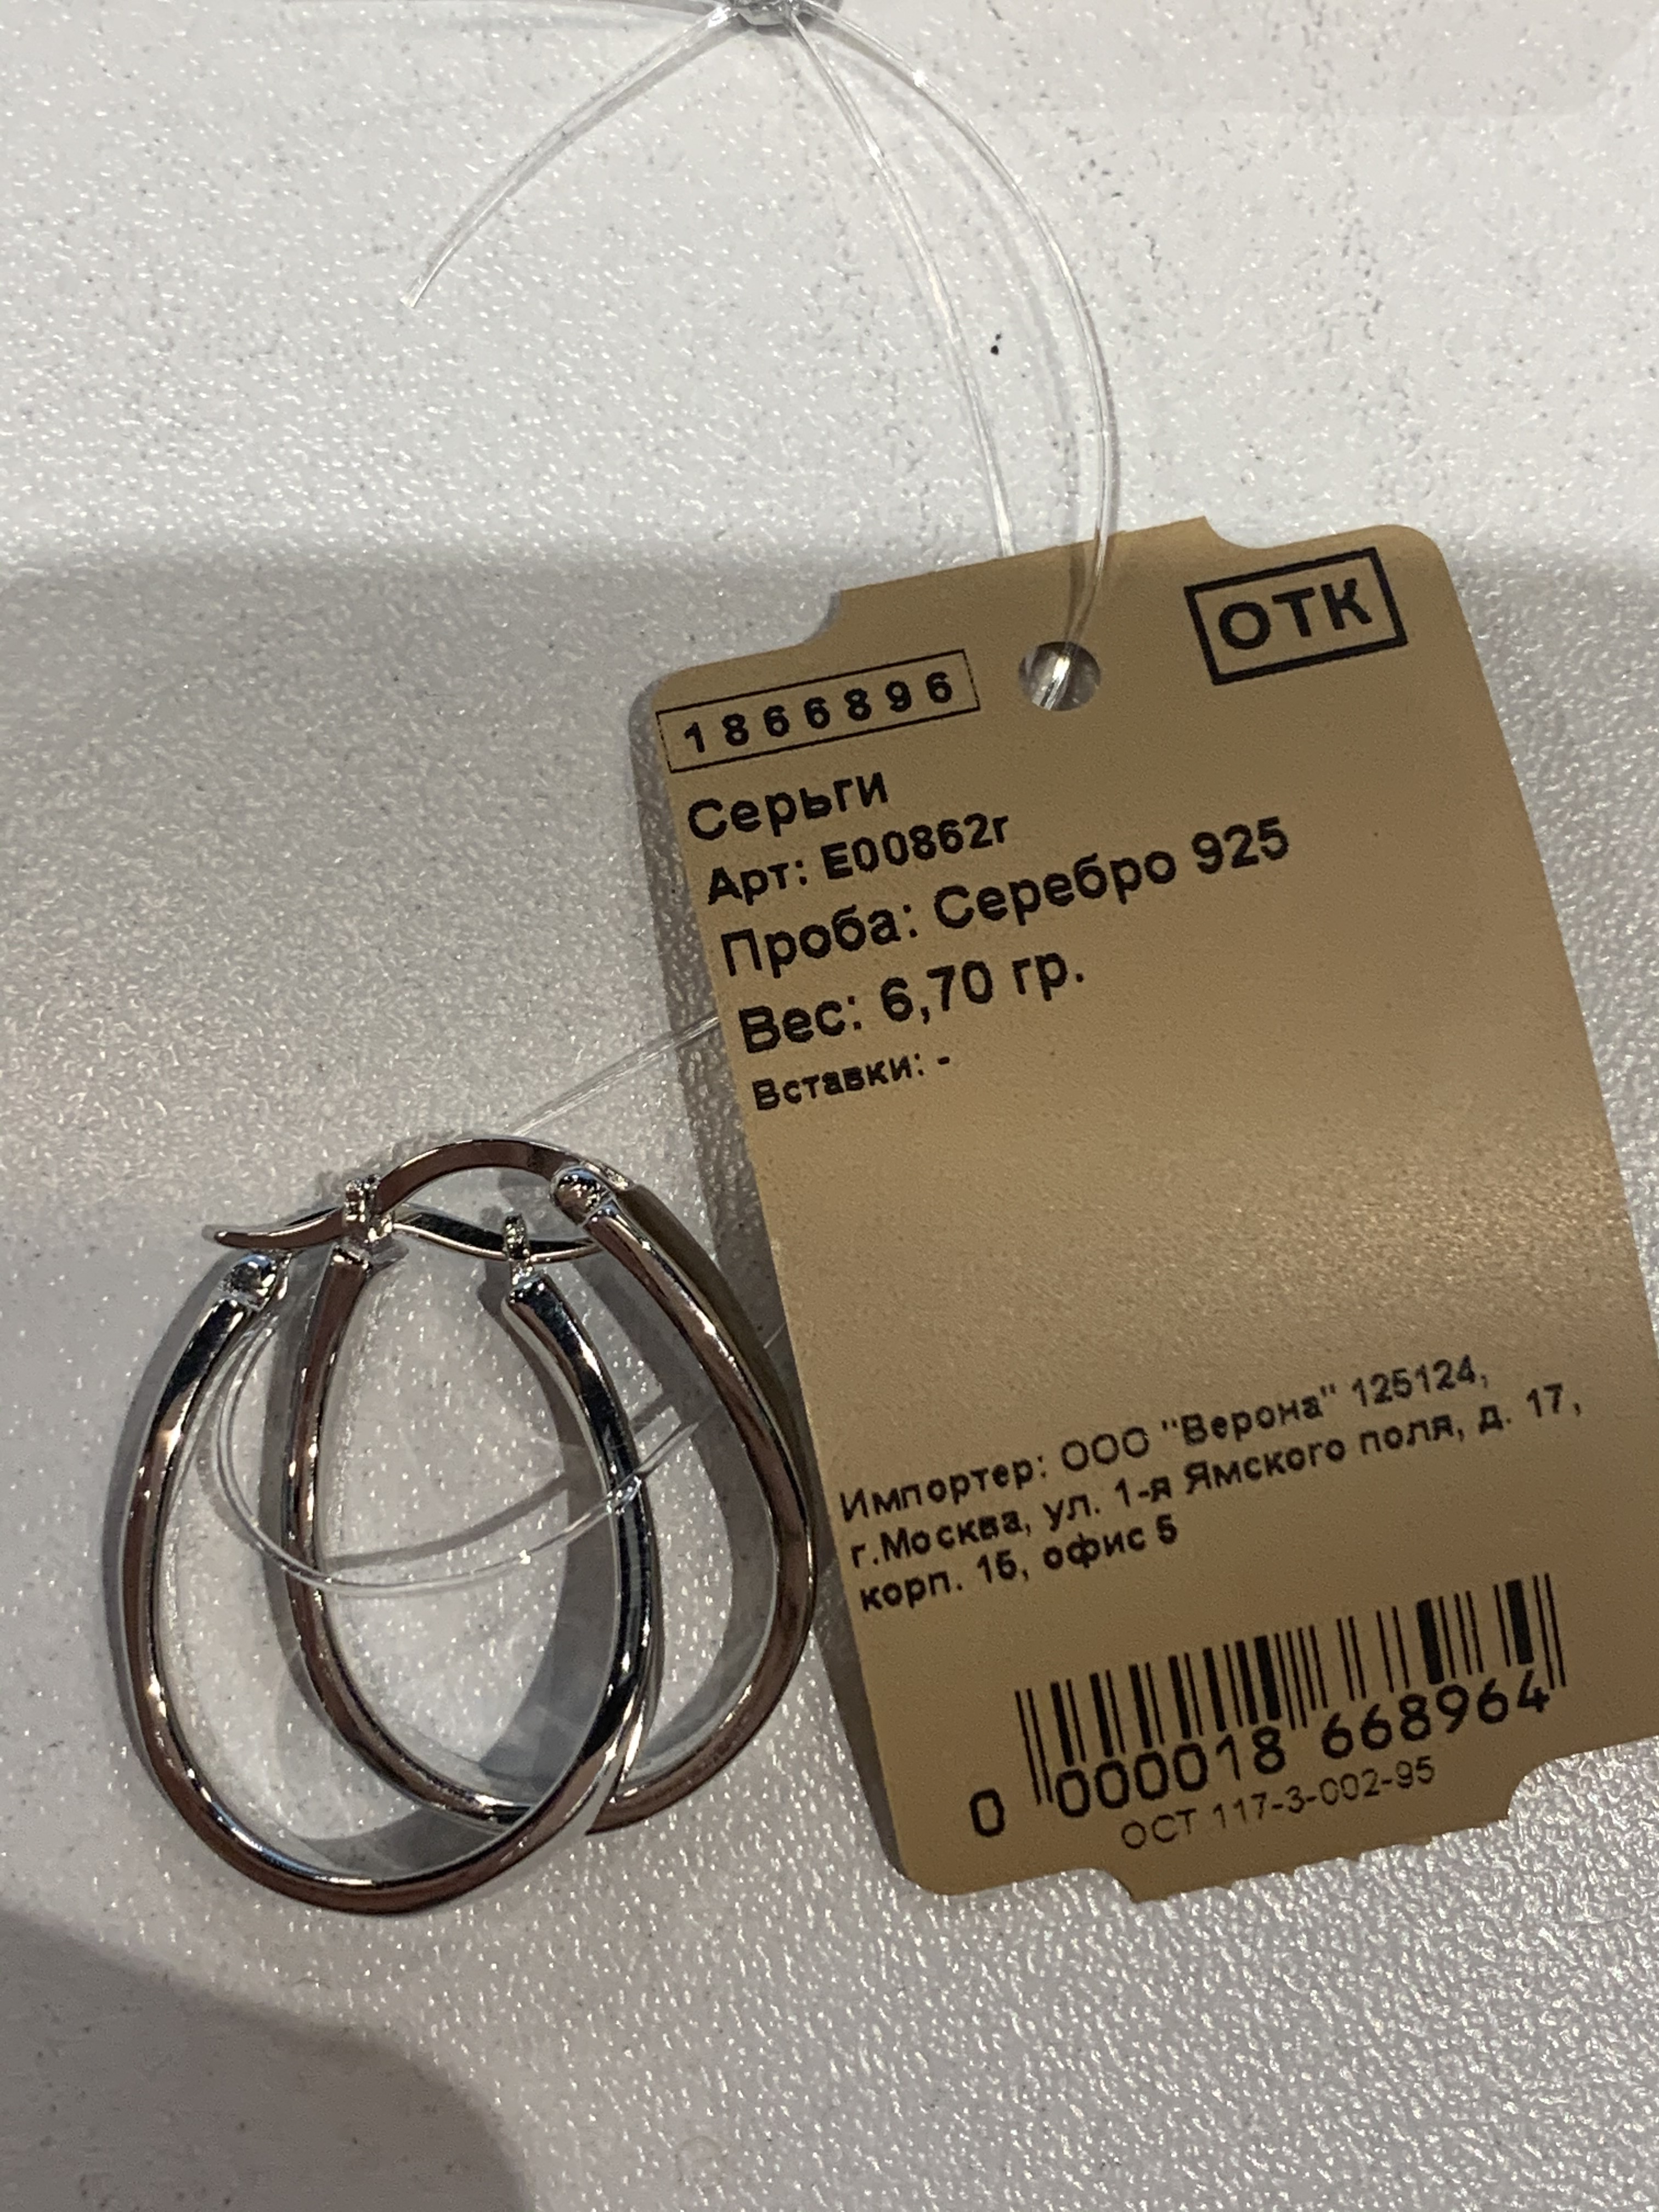 ОТК
1866896
Серьги
Арт: E00862r
Проба: Серебро 925
Вес: 6,70 гр.
Вставки: -
Импортер: ООО "Верона" 125124,
г.Москва, ул. 1-я Ямского поля, д. 17,
корп. 15, офис 5
0 000018 668964
ОСТ 117-3-002-95